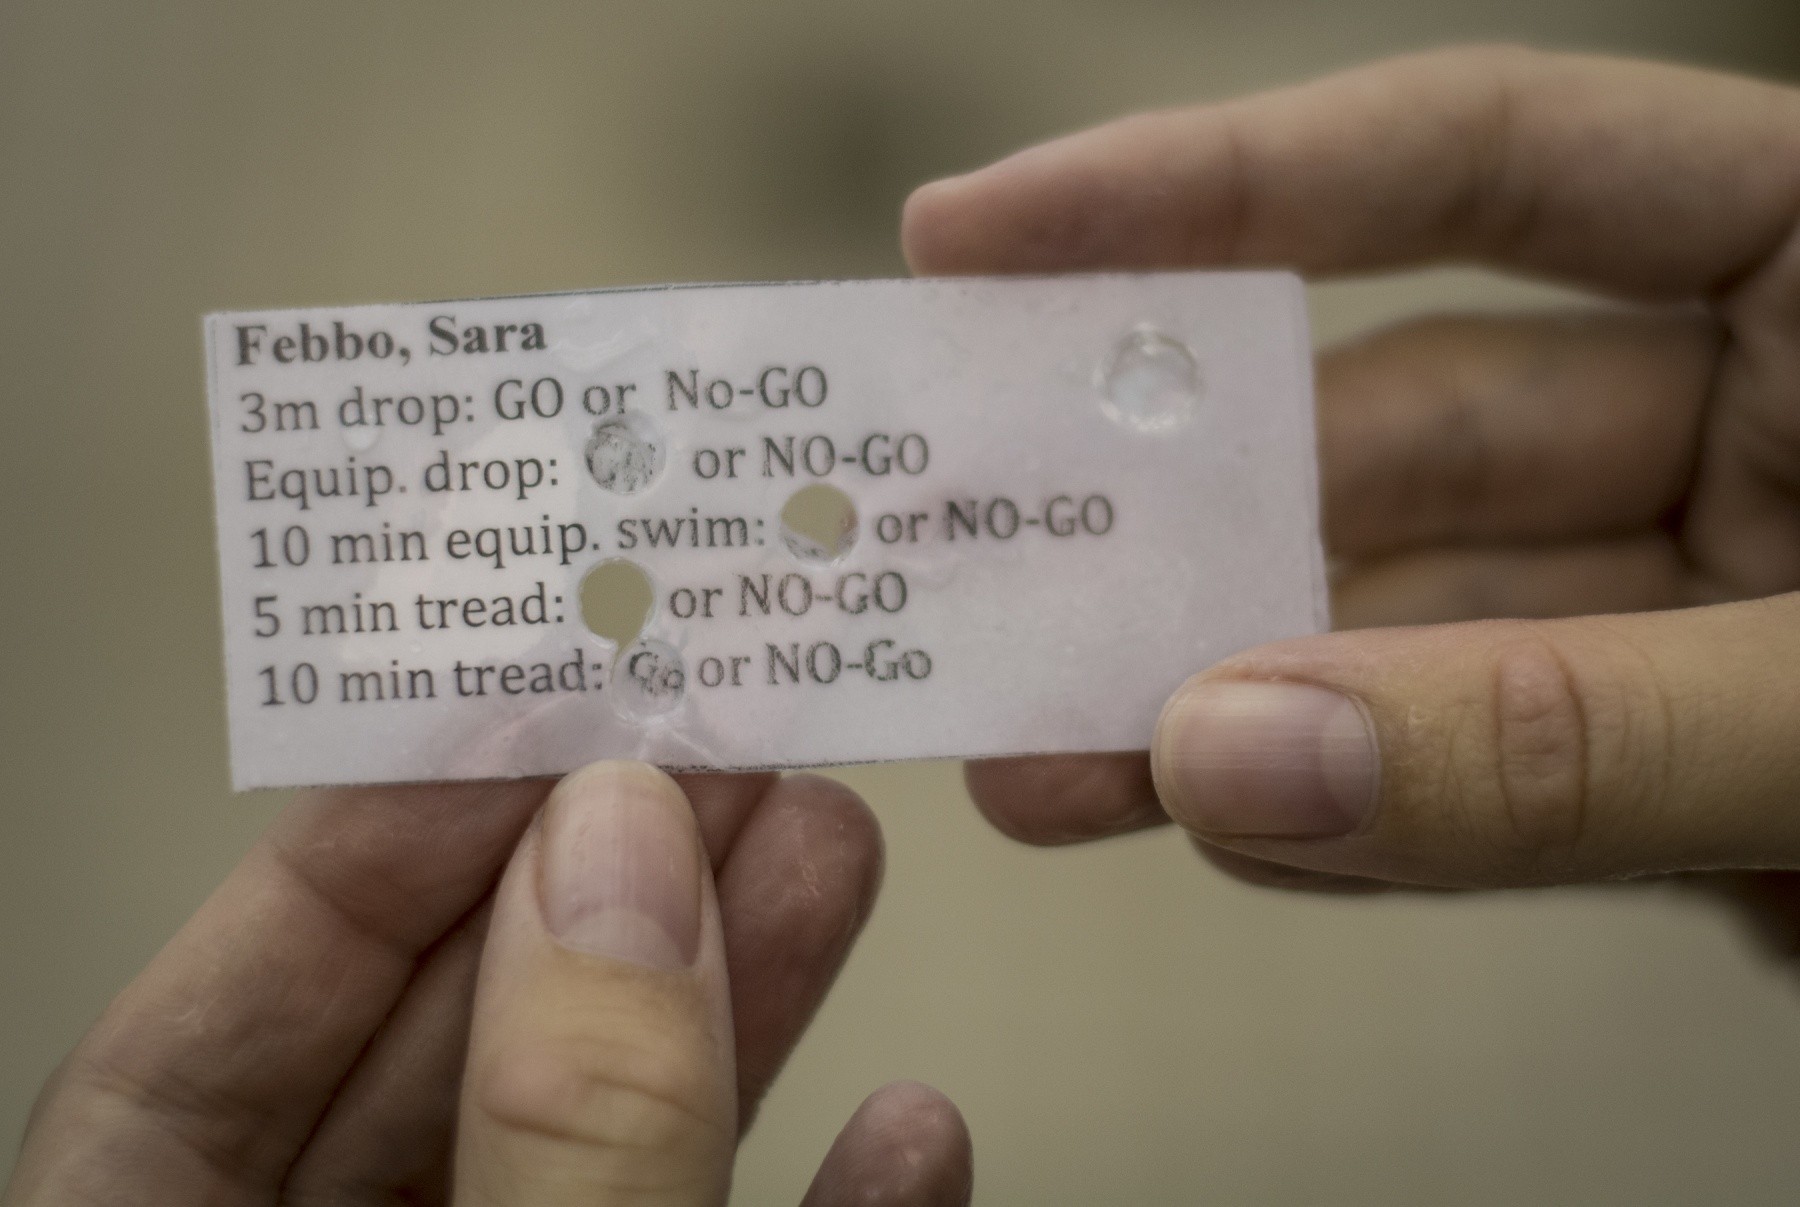 Febbo, Sara
3m drop: GO or No-GO
Equip. drop: or NO-GO
10 min equip. swim: or NO-GO
5 min tread: or NO-GO
10 min tread: Go or NO-Go